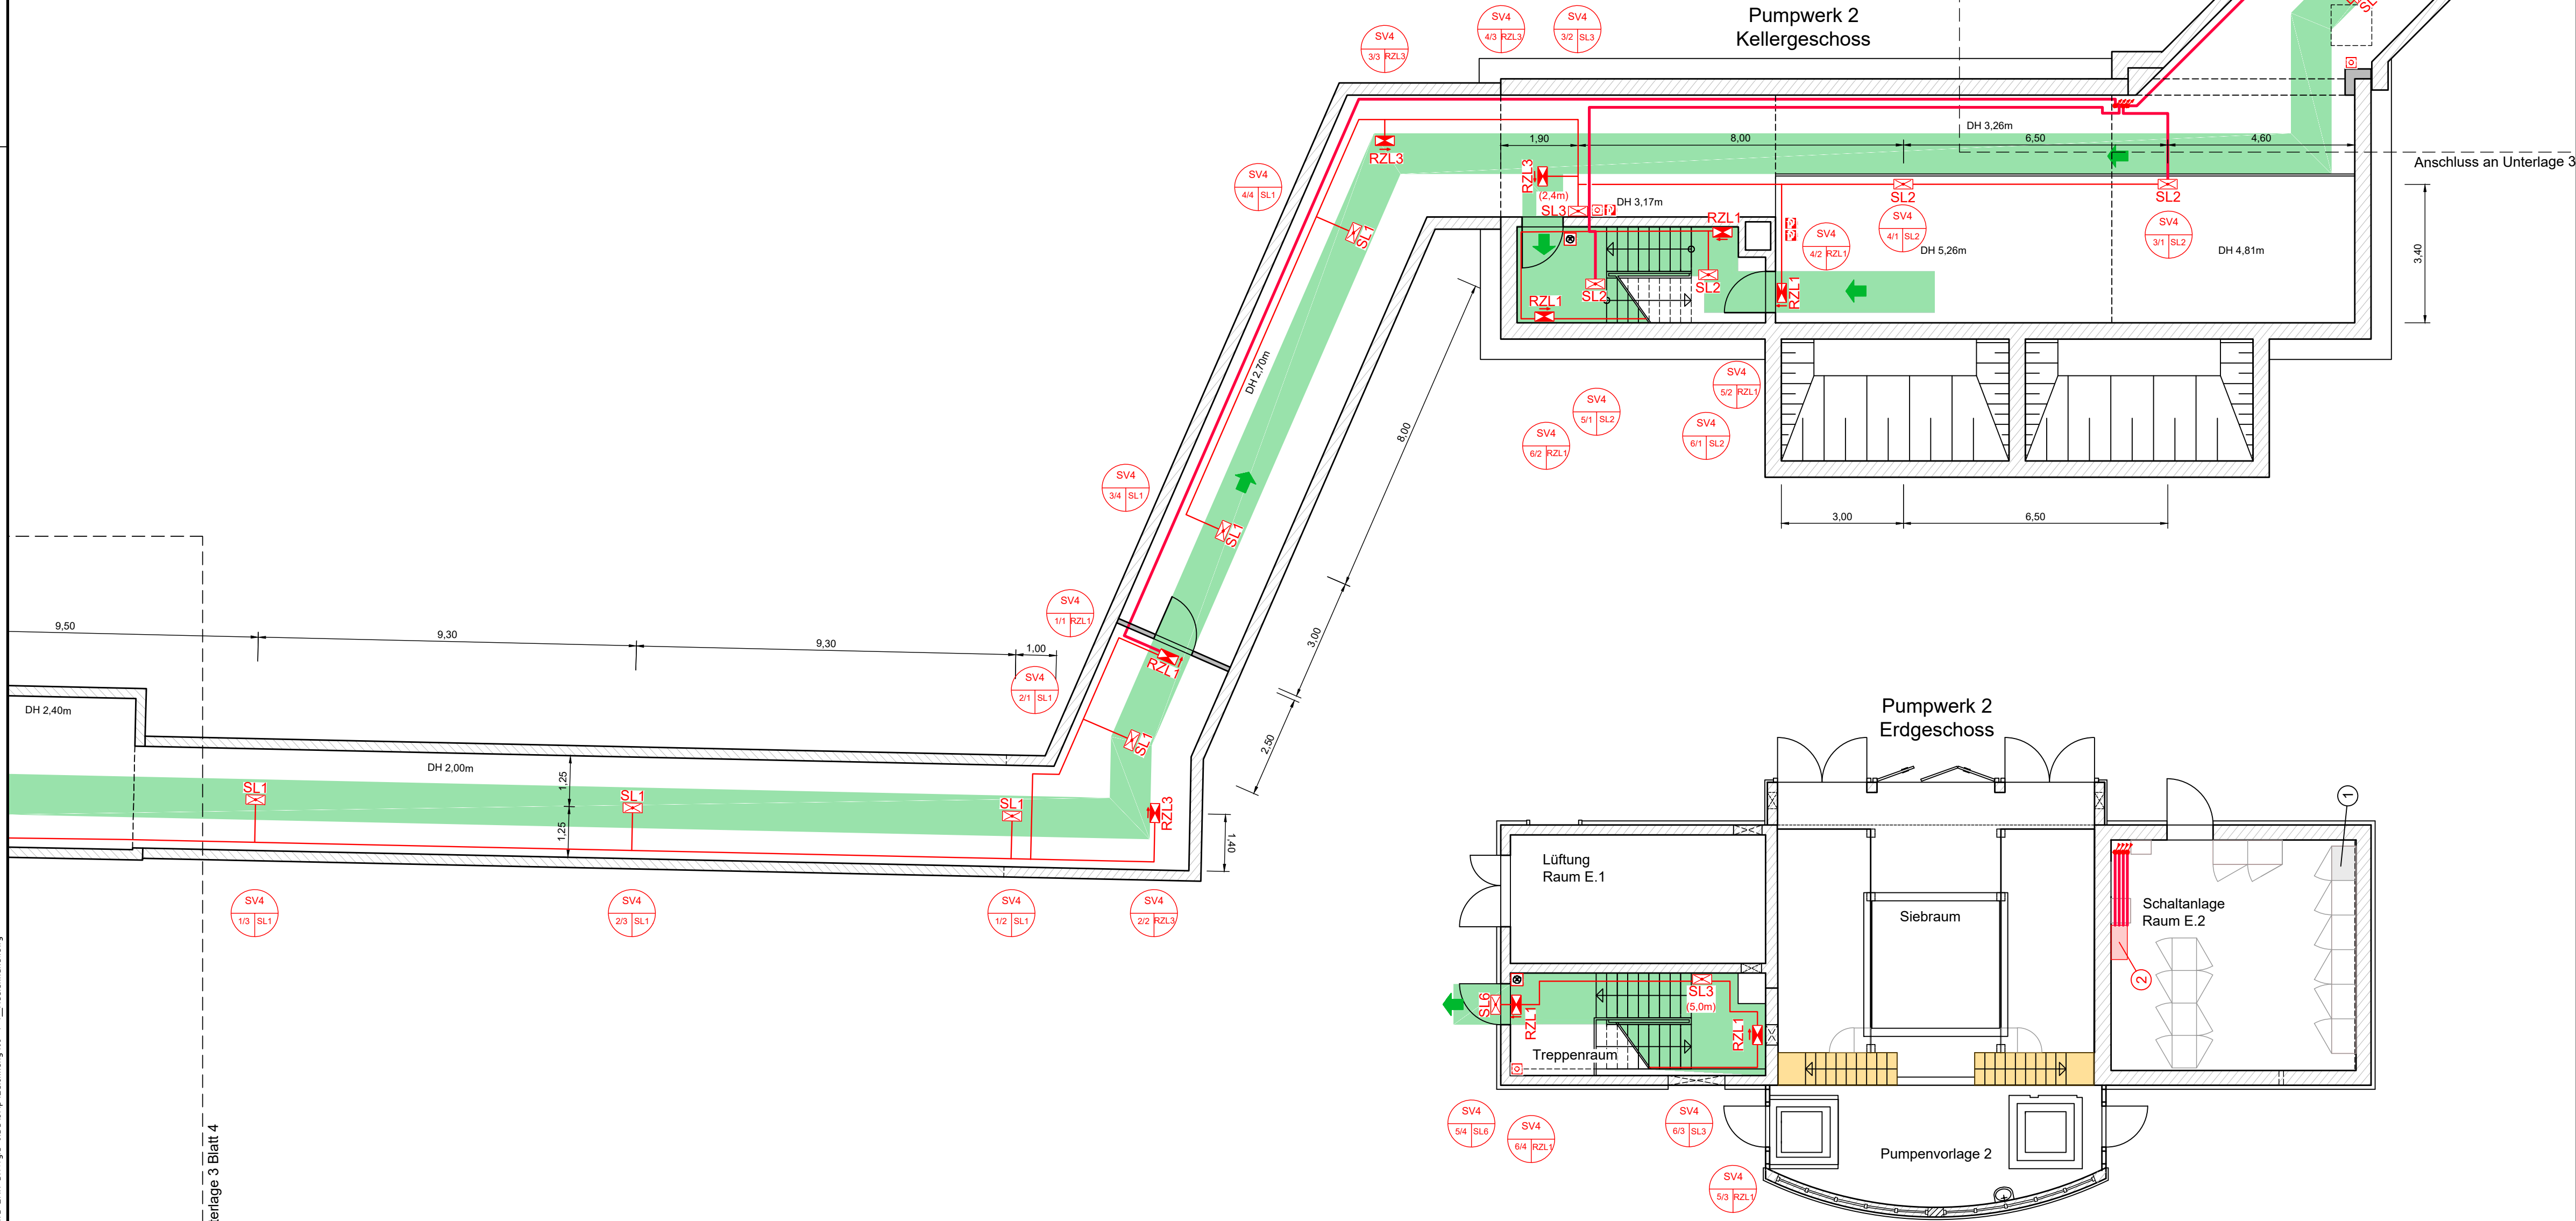 Pumpwerk 2
Kellergeschoss
SV4
4/3 RZL3
SV4
3/2 SL3
SV4
3/3 RZL3
SV4
4/4 SL1
SV4
3/4 SL1
SV4
1/1 RZL1
SV4
2/1 SL1
RZL3
RZL3
(2,4m)
SL3
1,90
8,00
DH 3,26m
6,50
4,60
Anschluss an Unterlage 3
DH 3,17m
RZL1
SL2
SL2
RZL1
SL2
SL2
RZL1
SV4
4/2 RZL1
SV4
4/1 SL2
SV4
3/1 SL2
DH 5,26m
DH 4,81m
3,40
SL1
SL1
DH 2,70m
8,00
3,00
2,50
SV4
5/2 RZL1
SV4
5/1 SL2
SV4
6/1 SL2
SV4
6/2 RZL1
3,00
6,50
RZL1
SL1
9,50
9,30
9,30
1,00
DH 2,40m
DH 2,00m
1,25
1,25
SL1
SL1
SL1
RZL3
1,40
SV4
1/3 SL1
SV4
2/3 SL1
SV4
1/2 SL1
SV4
2/2 RZL3
terlage 3 Blatt 4
Pumpwerk 2
Erdgeschoss
Lüftung
Raum E.1
Siebraum
Schaltanlage
Raum E.2
1
2
SL6
RZL1
SL3
(5,0m)
RZL1
Treppenraum
Pumpenvorlage 2
SV4
5/4 SL6
SV4
6/4 RZL1
SV4
6/3 SL3
SV4
5/3 RZL1